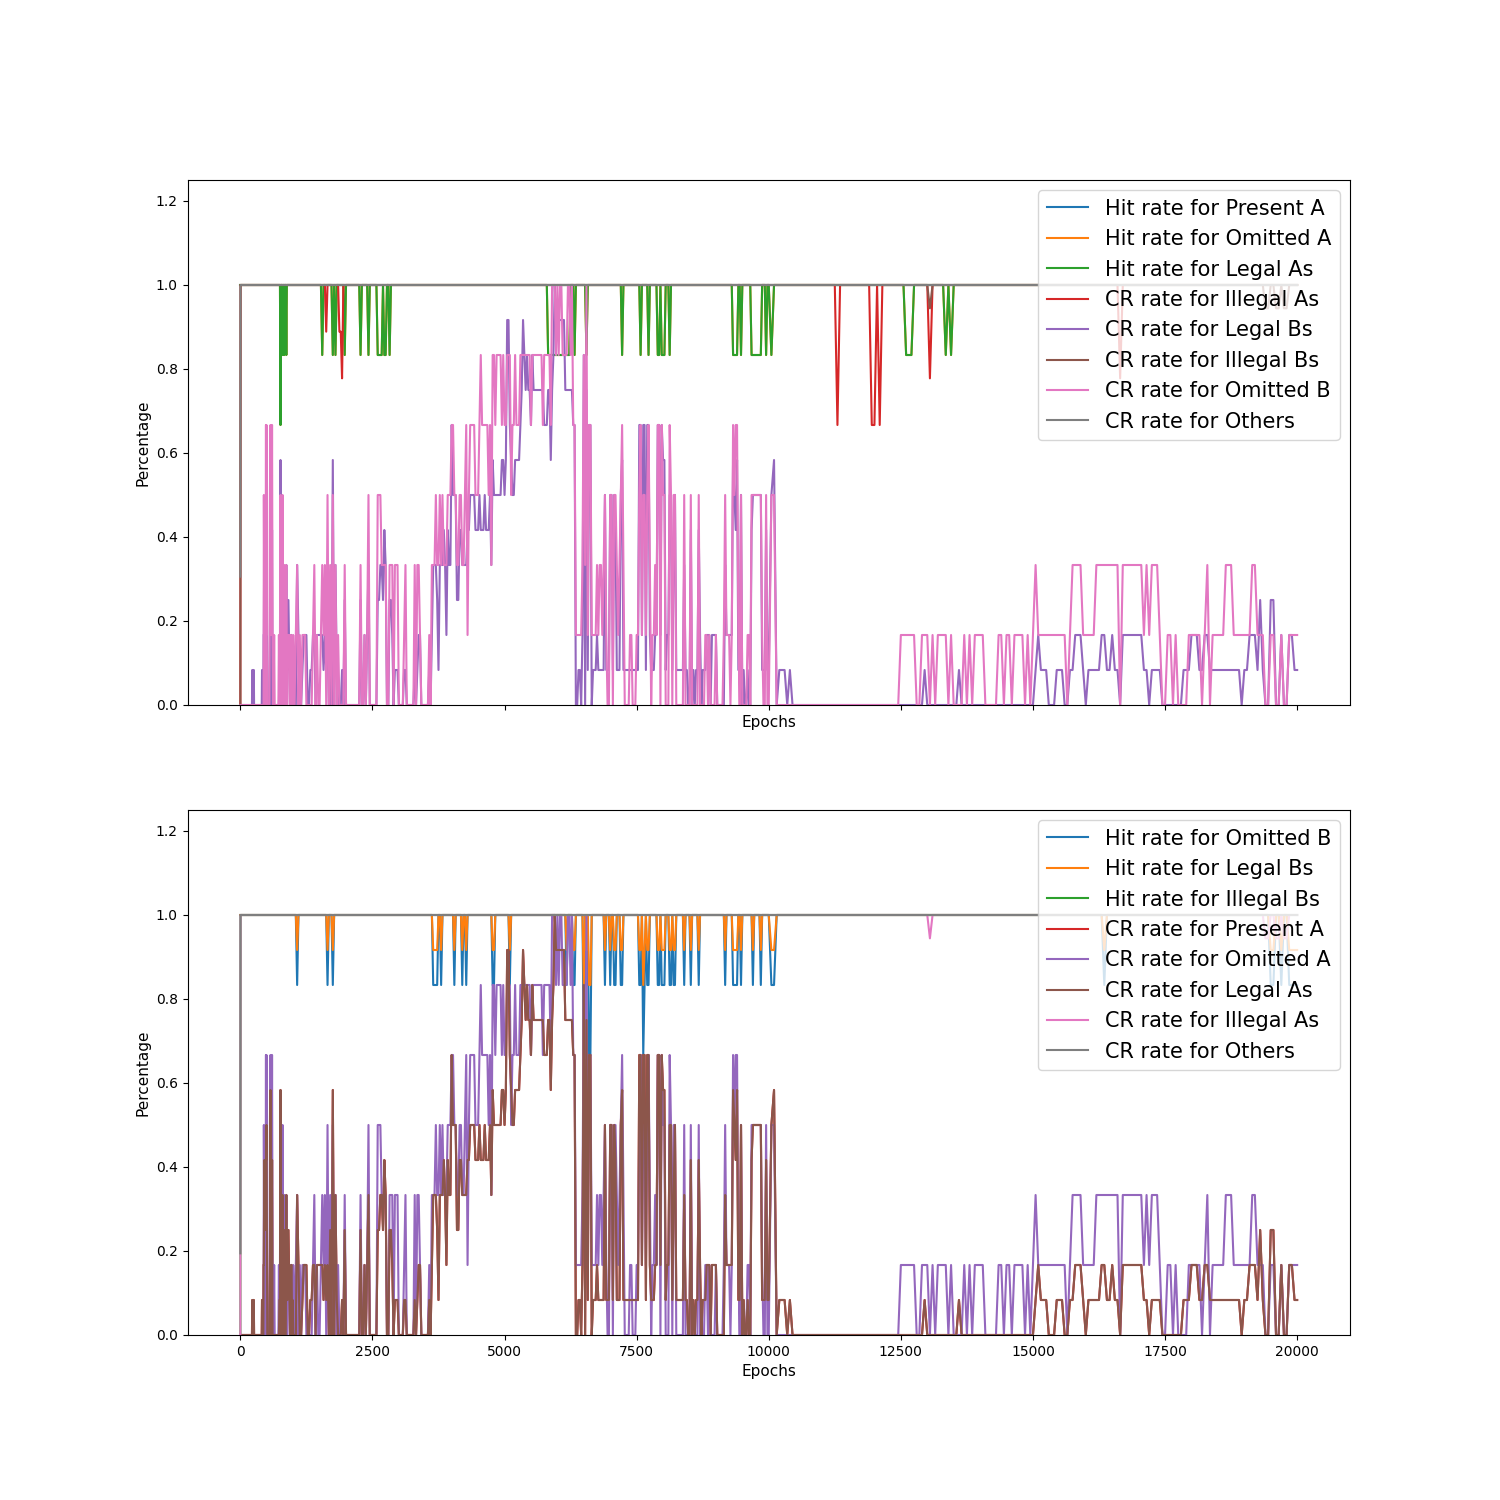 1.2
1.0
0.8
0.6
0.4
0.2
0.0
Percentage
Epochs
Hit rate for Present A
Hit rate for Omitted A
Hit rate for Legal As
CR rate for Illegal As
CR rate for Legal Bs
CR rate for Illegal Bs
CR rate for Omitted B
CR rate for Others
1.2
1.0
0.8
0.6
0.4
0.2
0.0
Percentage
0 2500 5000 7500 10000 12500 15000 17500 20000
Epochs
Hit rate for Omitted B
Hit rate for Legal Bs
Hit rate for Illegal Bs
CR rate for Present A
CR rate for Omitted A
CR rate for Legal As
CR rate for Illegal As
CR rate for Others